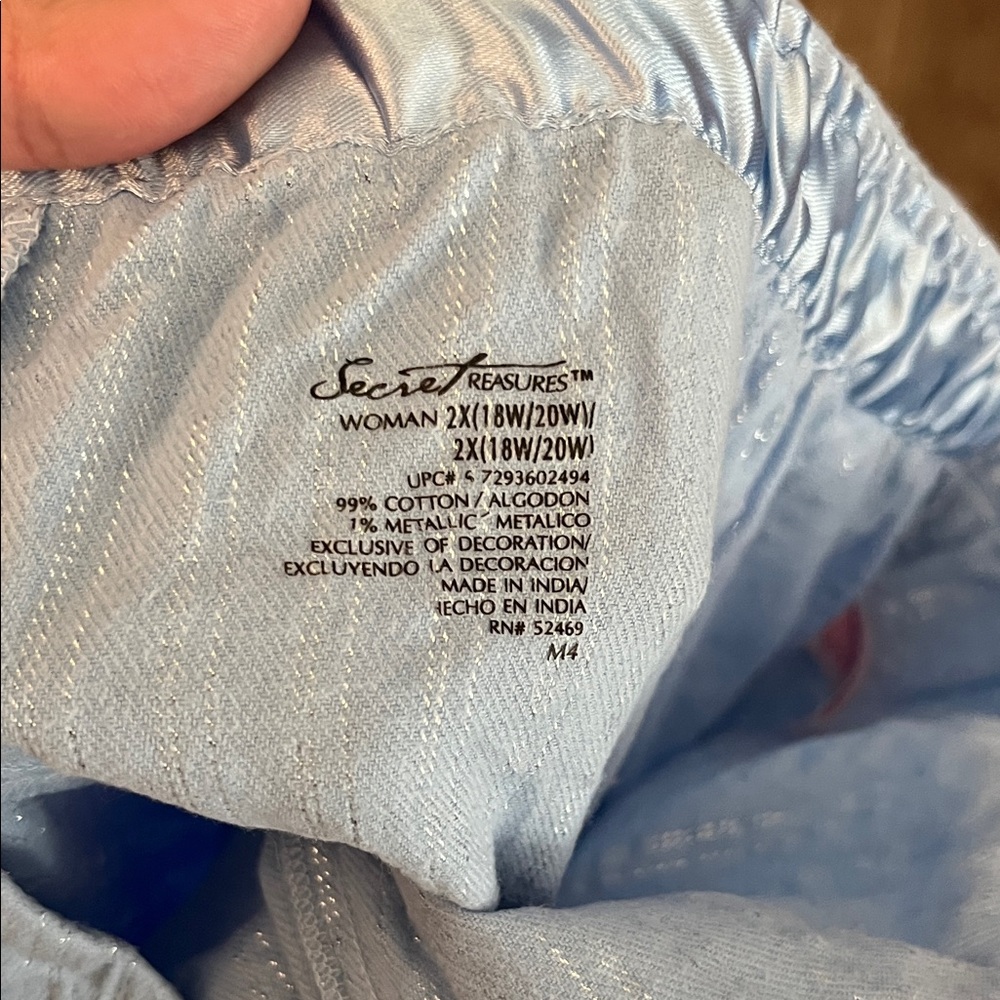 Secret TREASURES™
WOMAN 2X(18W/20W)/
2X(18W/20W)
UPC# 7293602494
99% COTTON / ALGODON
1% METALLIC METALICO
EXCLUSIVE OF DECORATION/
EXCLUYENDO LA DECORACION
MADE IN INDIA/
HECHO EN INDIA
RN# 52469
M4